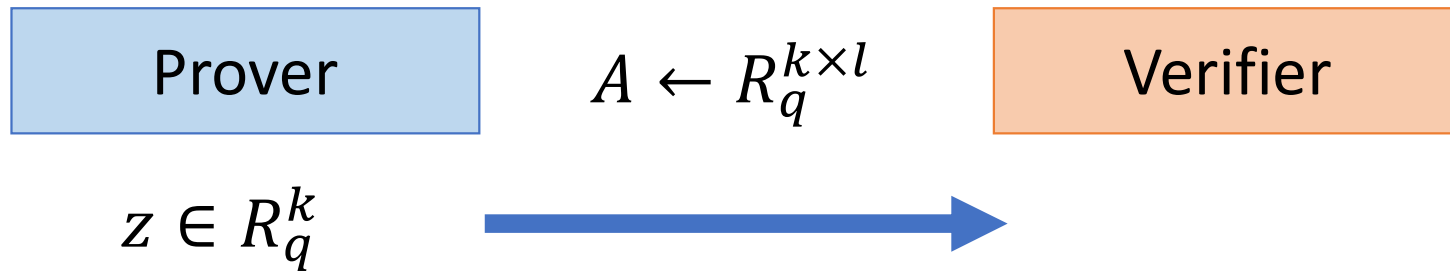 Prover
A ← R_q^{k×l}
Verifier
z ∈ R_q^k